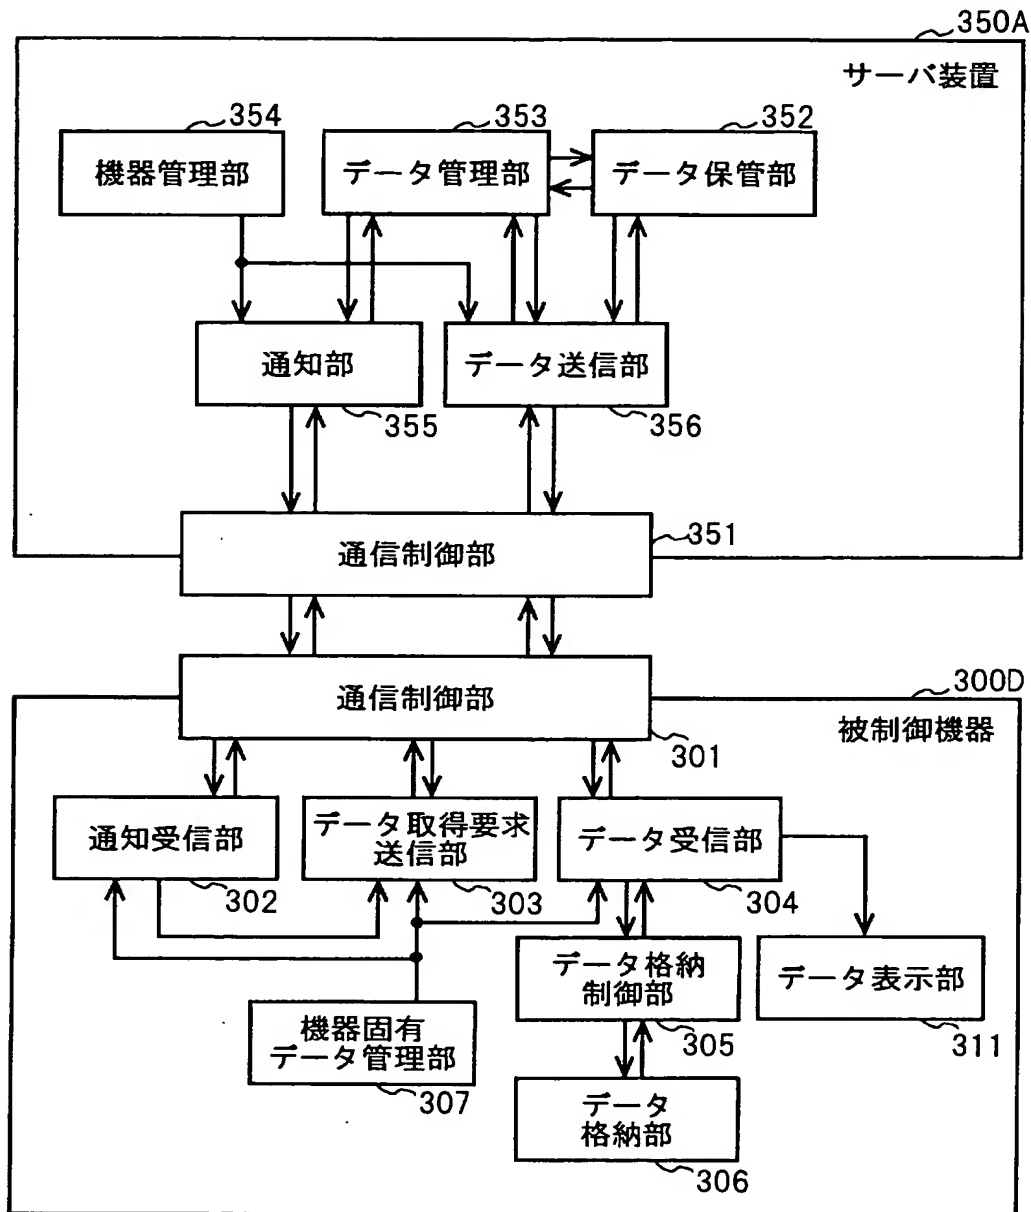 350A
サーバ装置
354
353
352
機器管理部
データ管理部
データ保管部
通知部
データ送信部
355
356
351
通信制御部
通信制御部
300D
301
被制御機器
通知受信部
データ取得要求
送信部
データ受信部
302
303
304
データ格納
制御部
データ表示部
機器固有
データ管理部
305
311
307
データ
格納部
306